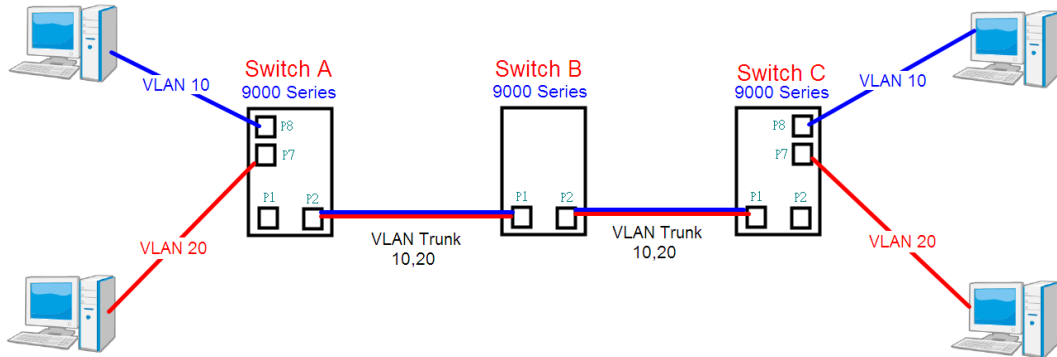 Switch A
9000 Series
Switch B
9000 Series
Switch C
9000 Series
VLAN 10
VLAN 10
P8
P7
P1 P2
P1 P2
P8
P7
P1 P2
VLAN 20
VLAN Trunk
10,20
VLAN Trunk
10,20
VLAN 20